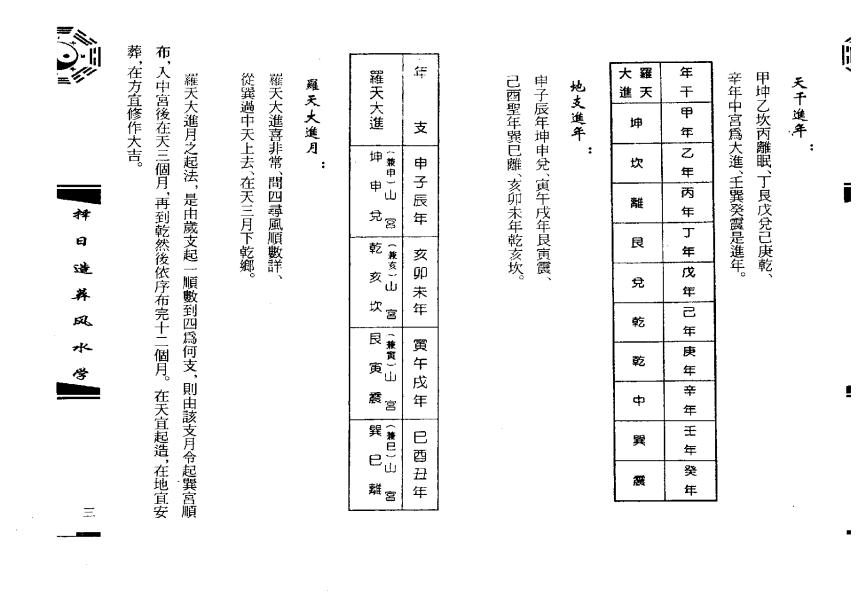 天干進年：
甲坤乙坎丙離眠、丁艮戊兌己庚乾、
辛年中宮爲大進、壬巽癸震是進年。
年干 甲年 乙年 丙年 丁年 戊年 己年 庚年 辛年 壬年 癸年
羅天大進 坤 坎 離 艮 兌 乾 乾 中 巽 震
地支進年：
申子辰年坤申兌、寅午戌年艮寅震、
己酉聖年巽巳離、亥卯未年乾亥坎。
年支 申子辰年 亥卯未年 寅午戌年 巳酉丑年
羅天大進 坤申兌（兼申）山宮 乾亥坎（兼亥）山宮 艮寅震（兼寅）山宮 巽巳離（兼巳）山宮
羅天大進月：
羅天大進喜非常、問四尋風順數詳、
從巽過中天上去、在天三月下乾鄉。
羅天大進月之起法，是由歲支起一順數到四爲何支，則由該支月令起巽宮順
布，入中宮後在天三個月，再到乾然後依序布完十二個月。在天宜起造，在地宜安
葬，在方宜修作大吉。
择日造葬风水学
三